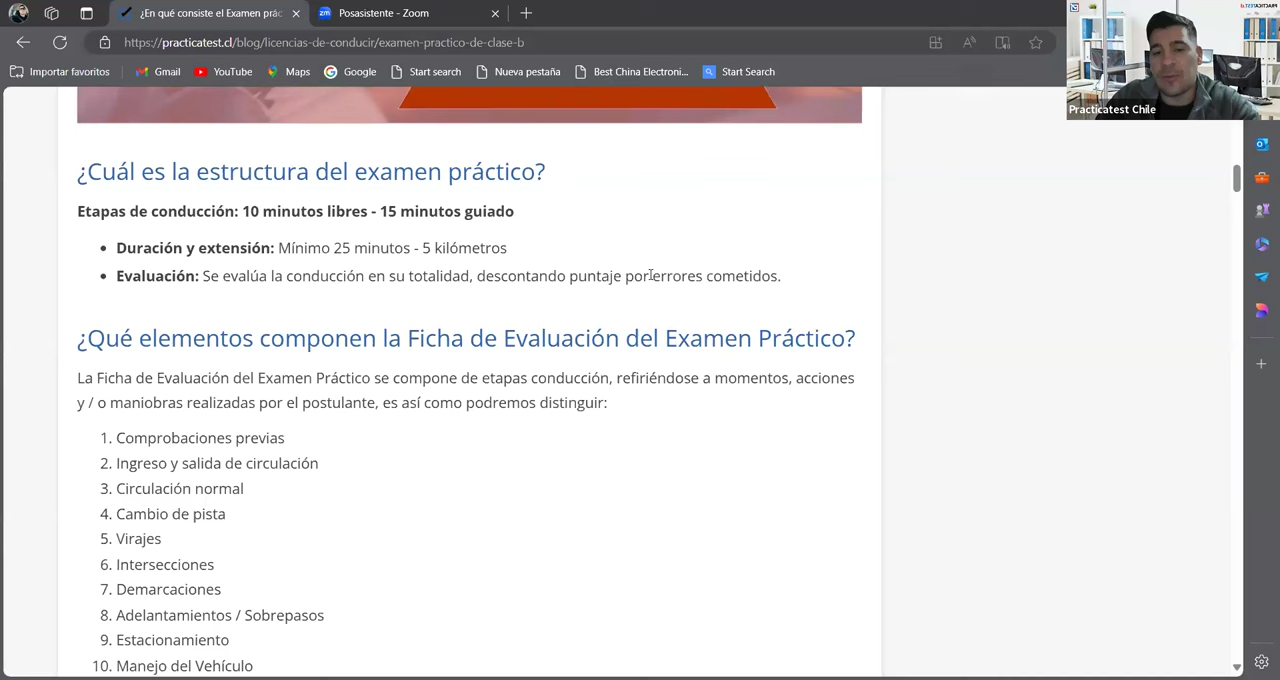 ¿En qué consiste el Examen prác
Posasistente - Zoom
https://practicatest.cl/blog/licencias-de-conducir/examen-practico-de-clase-b
Importar favoritos
Gmail
YouTube
Maps
Google
Start search
Nueva pestaña
Best China Electroni...
Start Search
Practicatest Chile
¿Cuál es la estructura del examen práctico?
Etapas de conducción: 10 minutos libres - 15 minutos guiado
• Duración y extensión: Mínimo 25 minutos - 5 kilómetros
• Evaluación: Se evalúa la conducción en su totalidad, descontando puntaje por errores cometidos.
¿Qué elementos componen la Ficha de Evaluación del Examen Práctico?
La Ficha de Evaluación del Examen Práctico se compone de etapas conducción, refiriéndose a momentos, acciones
y / o maniobras realizadas por el postulante, es así como podremos distinguir:
1. Comprobaciones previas
2. Ingreso y salida de circulación
3. Circulación normal
4. Cambio de pista
5. Virajes
6. Intersecciones
7. Demarcaciones
8. Adelantamientos / Sobrepasos
9. Estacionamiento
10. Manejo del Vehículo